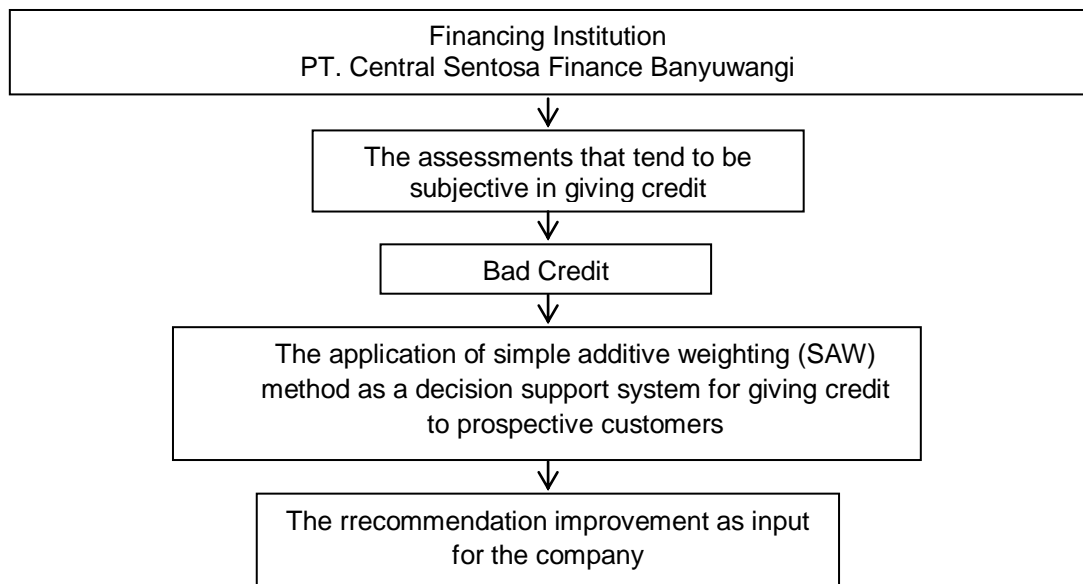 Financing Institution
PT. Central Sentosa Finance Banyuwangi
The assessments that tend to be
subjective in giving credit
Bad Credit
The application of simple additive weighting (SAW)
method as a decision support system for giving credit
to prospective customers
The rrecommendation improvement as input
for the company